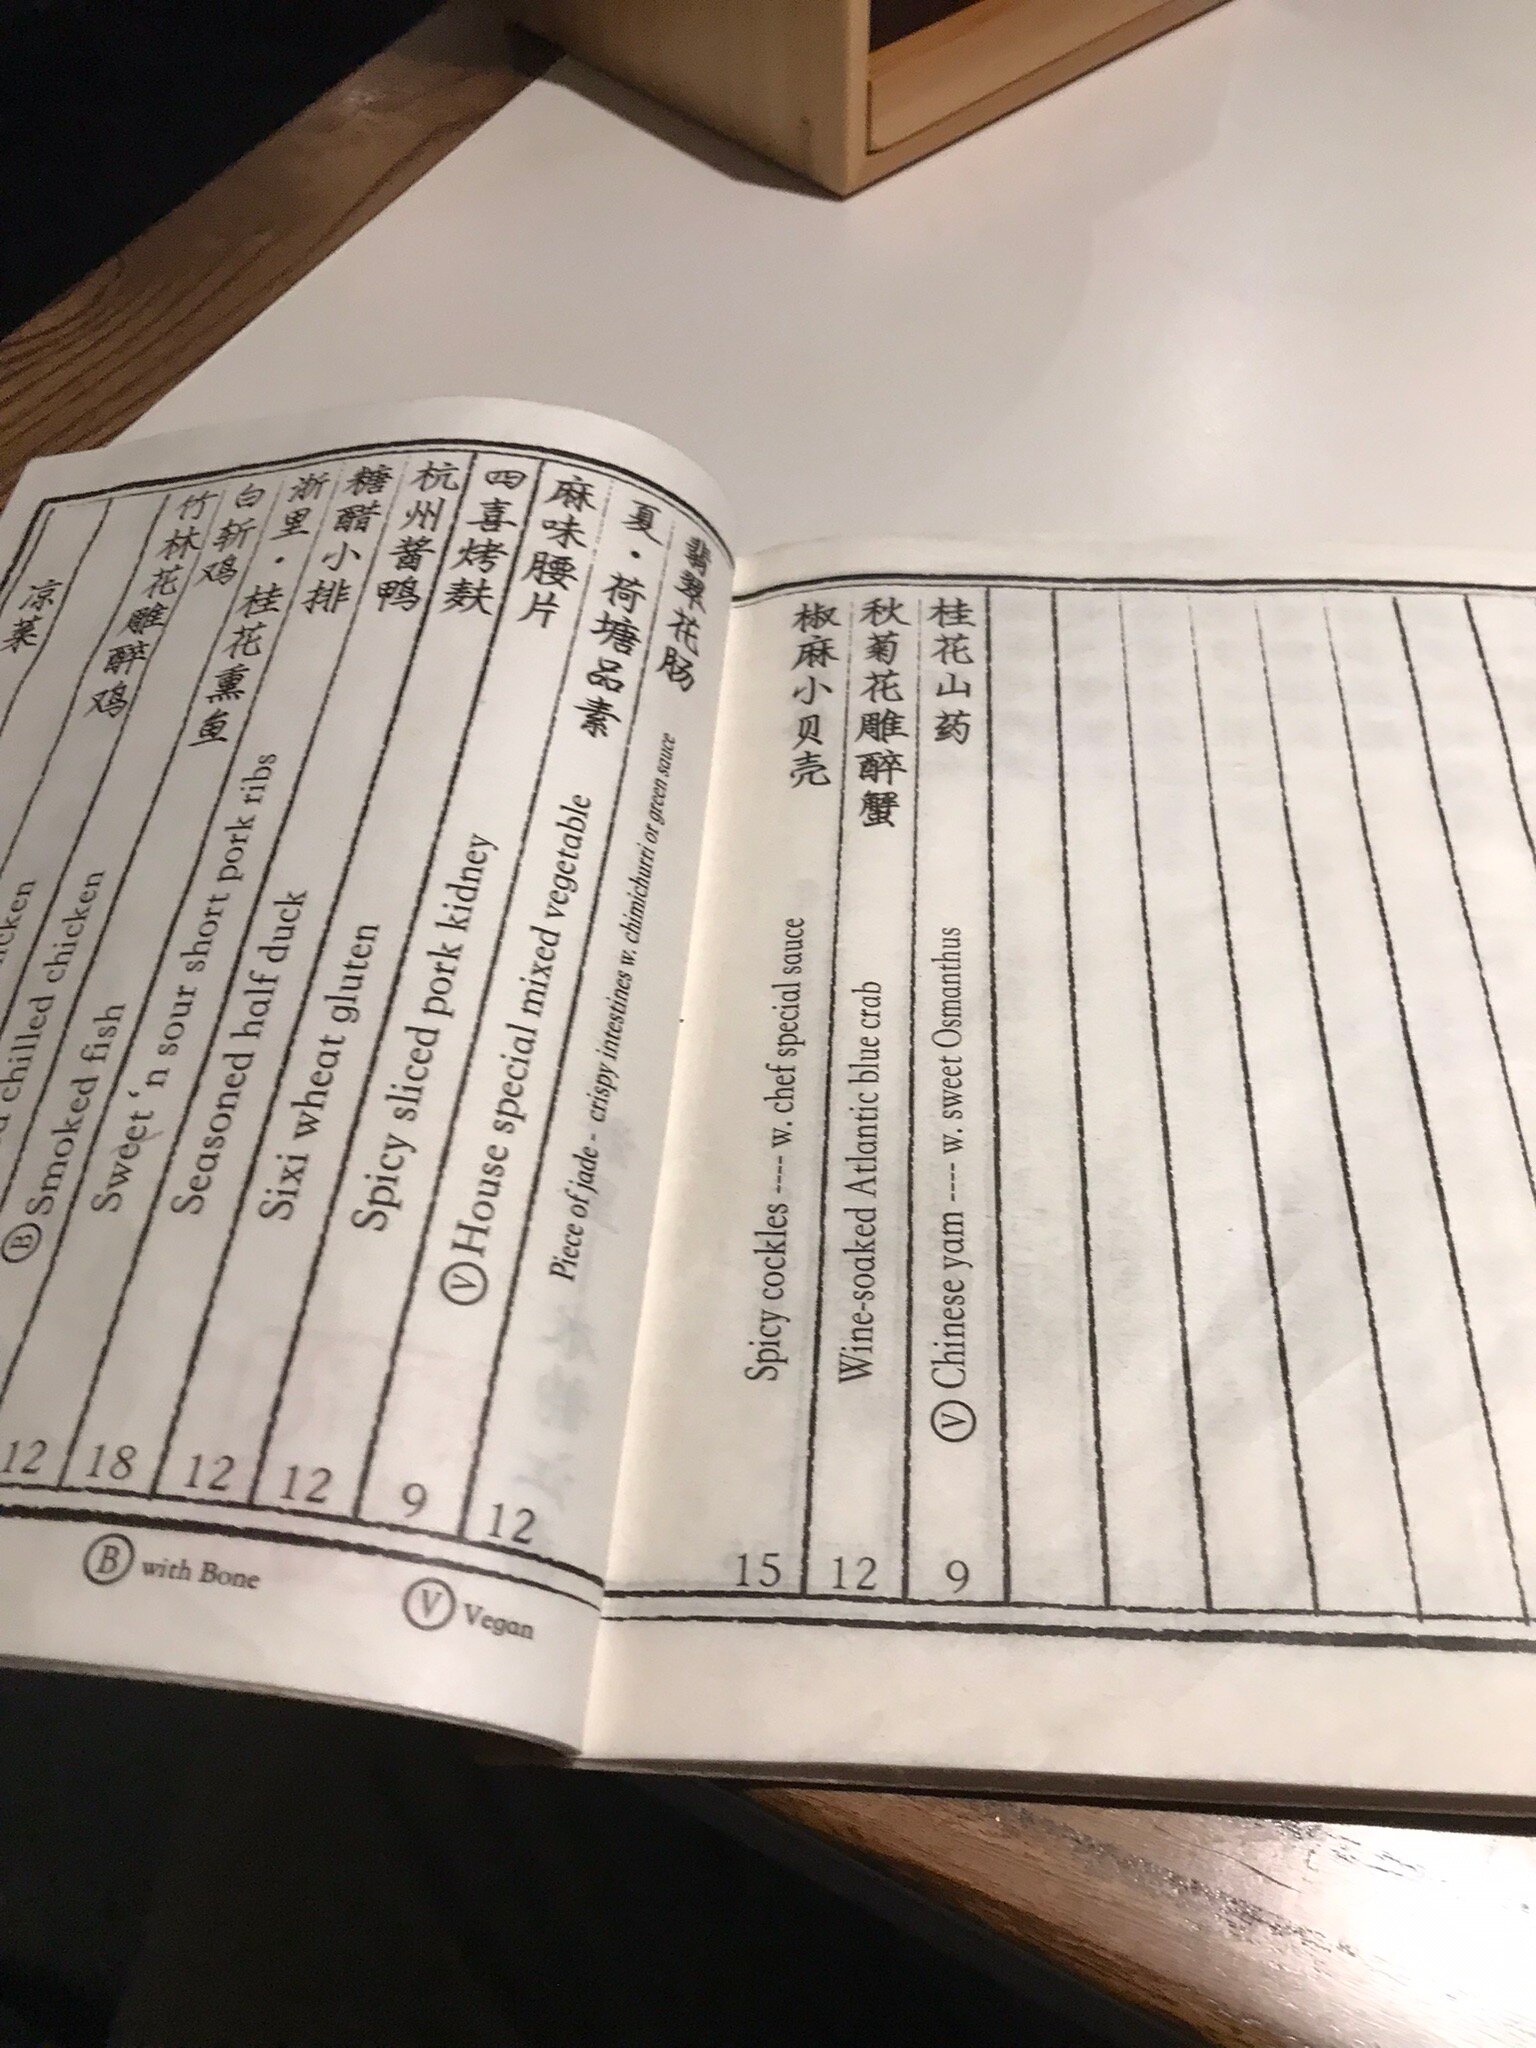 凉菜
竹林花雕醉鸡
白斩鸡 chilled chicken
浙里·桂花熏鱼 Ⓑ Smoked fish
糖醋小排 Sweet ‘n sour short pork ribs 12
杭州酱鸭 Seasoned half duck 18
四喜烤麸 Sixi wheat gluten 12
麻味腰片 Spicy sliced pork kidney 12
夏·荷塘品素 Ⓥ House special mixed vegetable 9
翡翠花肠 Piece of jade - crispy intestines w. chimichurri or green sauce 12
Ⓑ with Bone Ⓥ Vegan
椒麻小贝壳 Spicy cockles ---- w. chef special sauce 15
秋菊花雕醉蟹 Wine-soaked Atlantic blue crab 12
桂花山药 Ⓥ Chinese yam ---- w. sweet Osmanthus 9